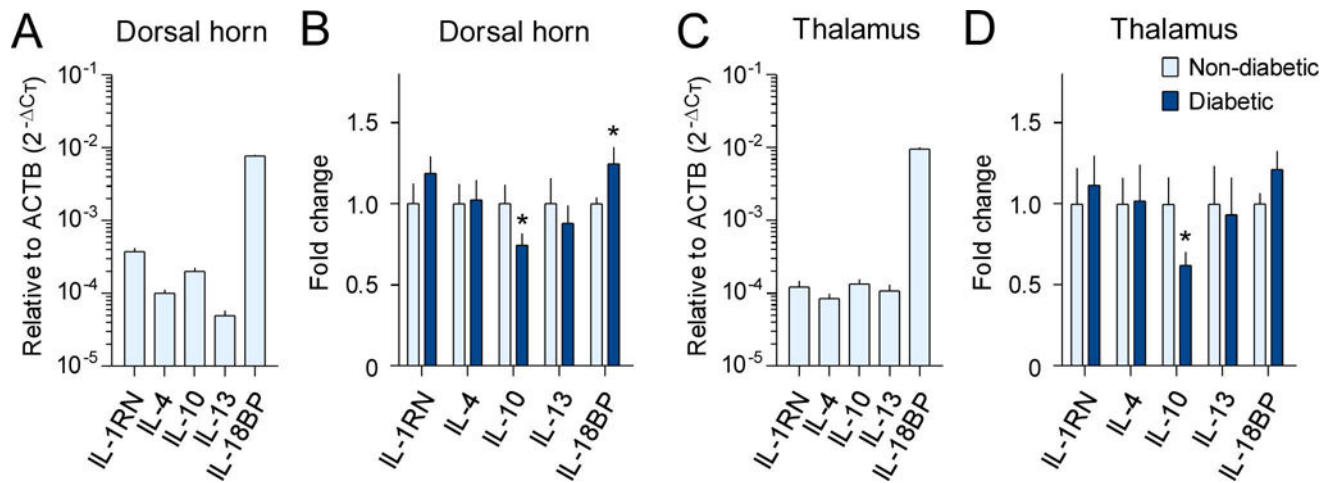 A
Dorsal horn
Relative to ACTB (2^-ΔCT)
10^-1
10^-2
10^-3
10^-4
10^-5
IL-1RN
IL-4
IL-10
IL-13
IL-18BP
B
Dorsal horn
Fold change
1.5
1.0
0.5
0
*
*
IL-1RN
IL-4
IL-10
IL-13
IL-18BP
C
Thalamus
Relative to ACTB (2^-ΔCT)
10^-1
10^-2
10^-3
10^-4
10^-5
IL-1RN
IL-4
IL-10
IL-13
IL-18BP
D
Thalamus
Non-diabetic
Diabetic
Fold change
1.5
1.0
0.5
0
*
IL-1RN
IL-4
IL-10
IL-13
IL-18BP